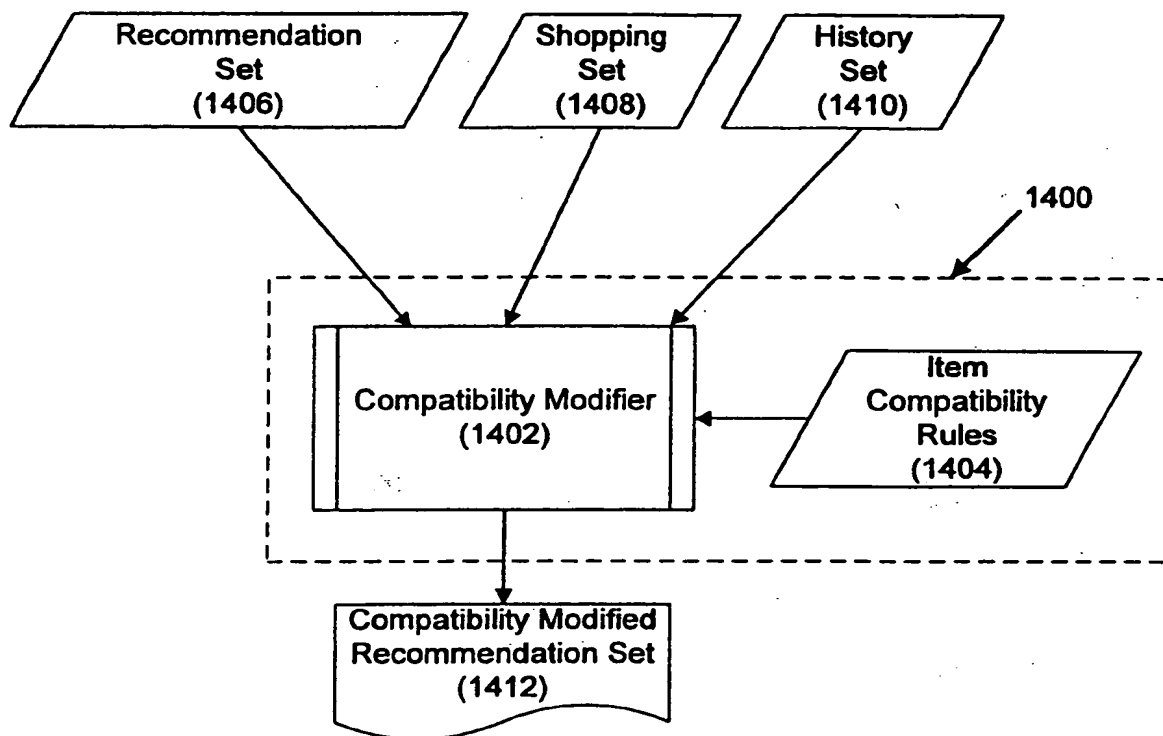 Recommendation
Set
(1406)
Shopping
Set
(1408)
History
Set
(1410)
1400
Compatibility Modifier
(1402)
Item
Compatibility
Rules
(1404)
Compatibility Modified
Recommendation Set
(1412)